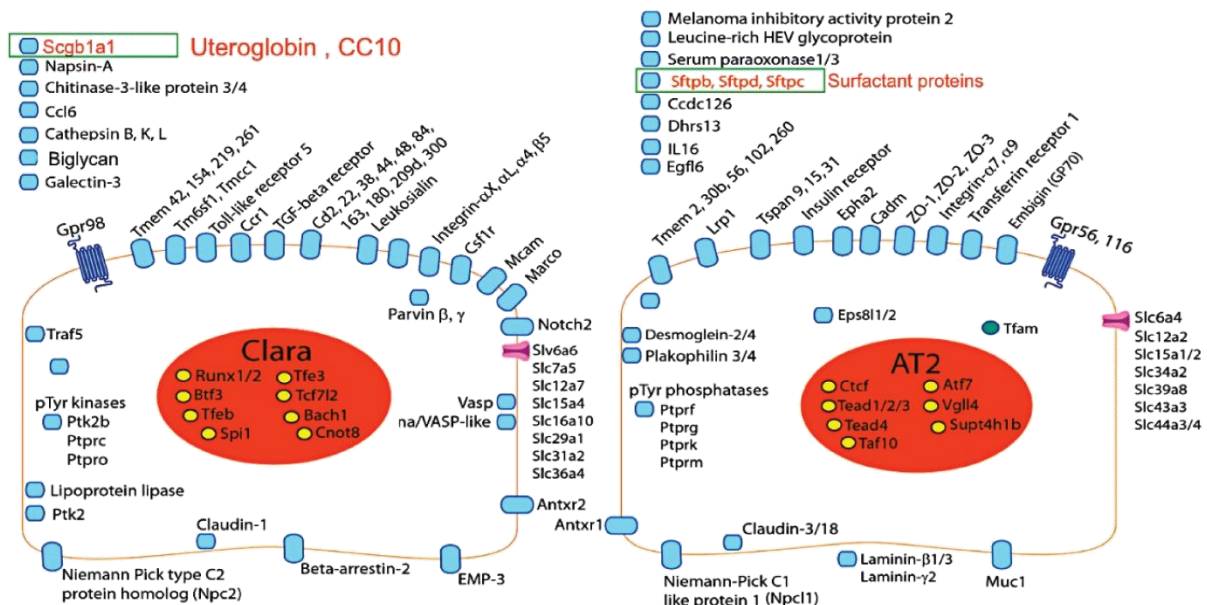 Scgb1a1
Uteroglobin , CC10
Napsin-A
Chitinase-3-like protein 3/4
Ccl6
Cathepsin B, K, L
Biglycan
Galectin-3
Gpr98
Tmem 42, 154, 219, 261
Tm6sf1, Tmcc1
Toll-like receptor 5
Ccr1
TGF-beta receptor
Cd2, 22, 38, 44, 48, 84,
163, 180, 209d, 300
Leukosialin
Integrin-αX, αL, α4, β5
Csf1r
Mcam
Marco
Parvin β, γ
Notch2
Traf5
Clara
Runx1/2
Tfe3
Btf3
Tcf7l2
Tfeb
Bach1
Spi1
Cnot8
pTyr kinases
Ptk2b
Ptprc
Ptpro
Vasp
na/VASP-like
Slv6a6
Slc7a5
Slc12a7
Slc15a4
Slc16a10
Slc29a1
Slc31a2
Slc36a4
Lipoprotein lipase
Ptk2
Antxr2
Claudin-1
Niemann Pick type C2
protein homolog (Npc2)
Beta-arrestin-2
EMP-3
Melanoma inhibitory activity protein 2
Leucine-rich HEV glycoprotein
Serum paraoxonase1/3
Sftpb, Sftpd, Sftpc
Surfactant proteins
Ccdc126
Dhrs13
IL16
Egfl6
Tmem 2, 30b, 56, 102, 260
Lrp1
Tspan 9, 15, 31
Insulin receptor
Epha2
Cadm
ZO-1, ZO-2, ZO-3
Integrin-α7, α9
Transferrin receptor 1
Embigin (GP70)
Gpr56, 116
Eps8l1/2
Tfam
Desmoglein-2/4
Plakophilin 3/4
AT2
Ctcf
Atf7
Tead1/2/3
Vgll4
Tead4
Supt4h1b
Taf10
pTyr phosphatases
Ptprf
Ptprg
Ptprk
Ptprm
Slc6a4
Slc12a2
Slc15a1/2
Slc34a2
Slc39a8
Slc43a3
Slc44a3/4
Antxr1
Claudin-3/18
Niemann-Pick C1
like protein 1 (Npcl1)
Laminin-β1/3
Laminin-γ2
Muc1